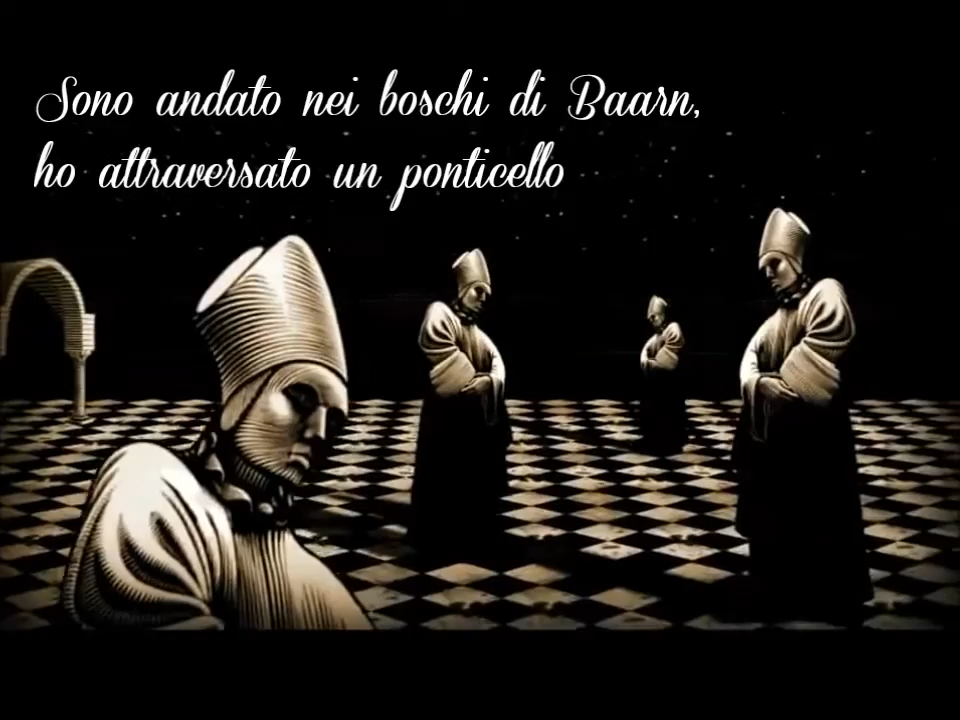 Sono andato nei boschi di Baarn,
ho attraversato un ponticello